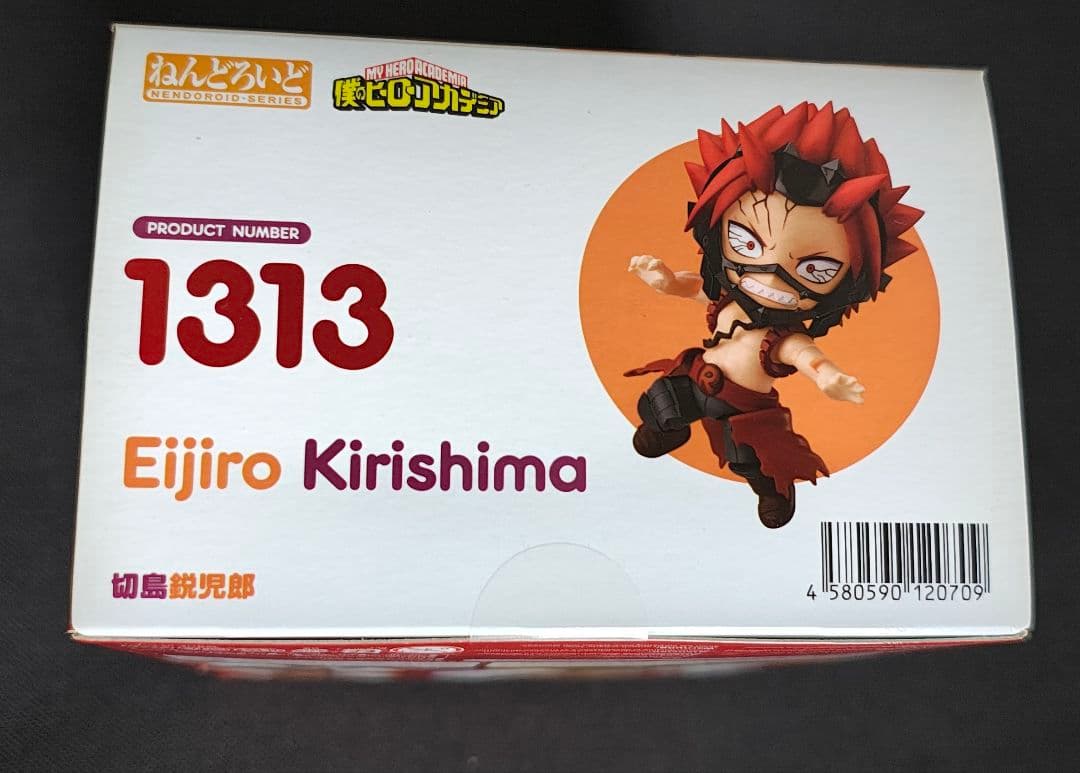 ねんどろいど
NENDOROID-SERIES
MY HERO ACADEMIA
僕のヒーローアカデミア
PRODUCT NUMBER
1313
Eijiro Kirishima
切島鋭児郎
4 580590 120709